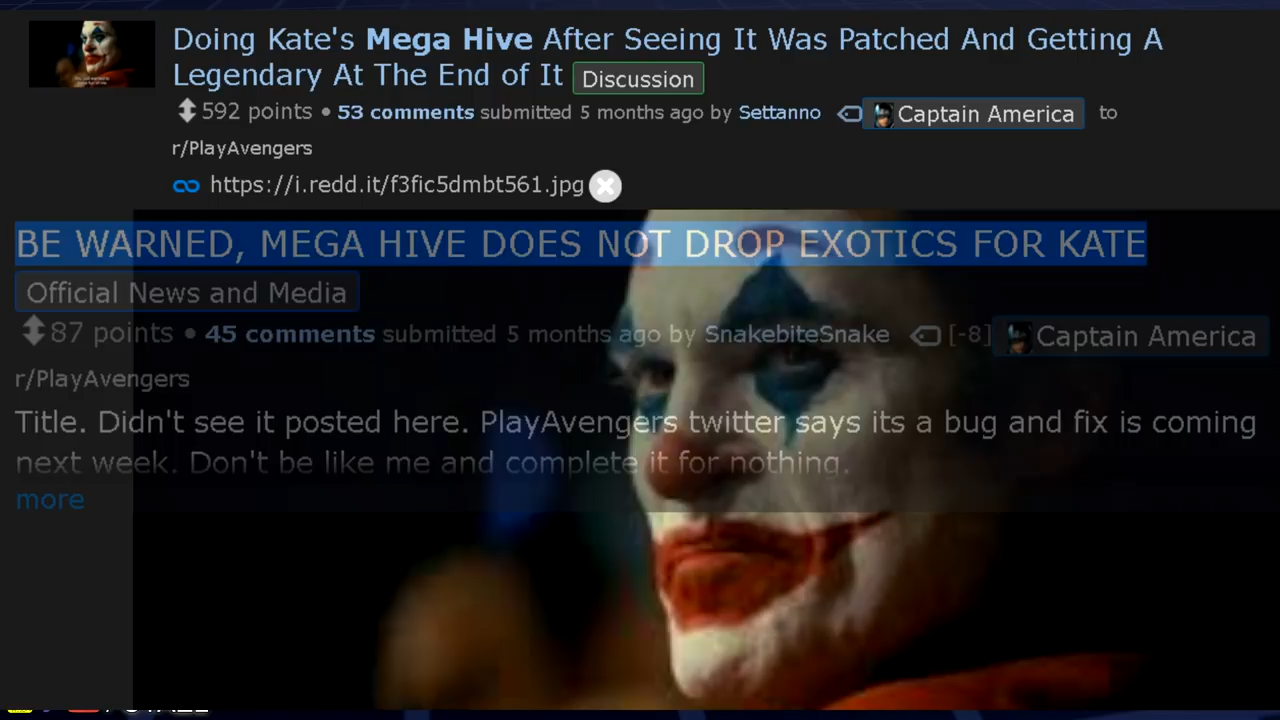 Doing Kate's Mega Hive After Seeing It Was Patched And Getting A
Legendary At The End of It Discussion
592 points • 53 comments submitted 5 months ago by Settanno Captain America to
r/PlayAvengers
https://i.redd.it/f3fic5dmbt561.jpg
BE WARNED, MEGA HIVE DOES NOT DROP EXOTICS FOR KATE
Official News and Media
87 points • 45 comments submitted 5 months ago by SnakebiteSnake [-8] Captain America
r/PlayAvengers
Title. Didn't see it posted here. PlayAvengers twitter says its a bug and fix is coming
next week. Don't be like me and complete it for nothing.
more